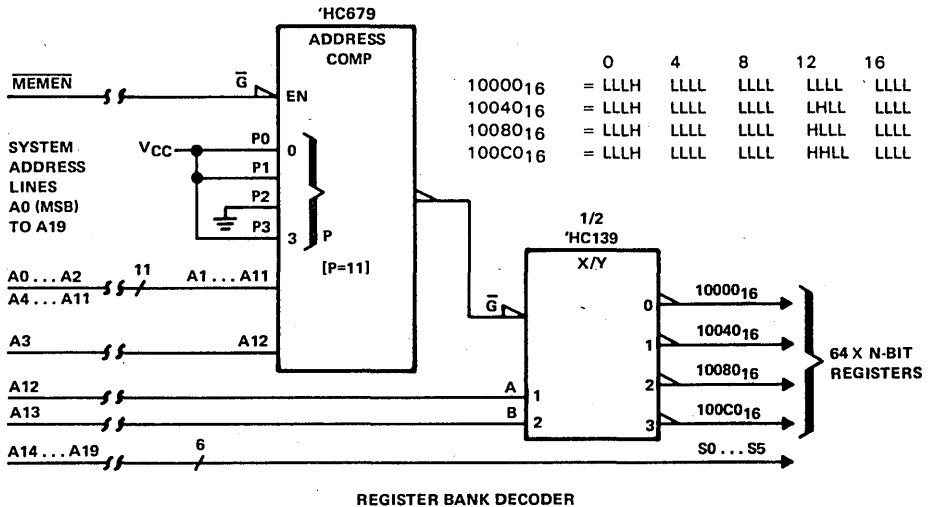 'HC679
ADDRESS
COMP
0 4 8 12 16
10000₁₆ = LLLH LLLL LLLL LLLL LLLL
10040₁₆ = LLLH LLLL LLLL LHLL LLLL
10080₁₆ = LLLH LLLL LLLL HLLL LLLL
100C0₁₆ = LLLH LLLL LLLL HHLL LLLL
MEMEN
G
EN
SYSTEM
ADDRESS
LINES
A0 (MSB)
TO A19
VCC
P0
P1
P2
P3
0
3
P
[P=11]
A0...A2
A4...A11
11
A1...A11
A3
A12
1/2
'HC139
X/Y
G
A12
A13
A
B
1
2
0
1
2
3
10000₁₆
10040₁₆
10080₁₆
100C0₁₆
64 X N-BIT
REGISTERS
A14...A19
6
S0...S5
REGISTER BANK DECODER